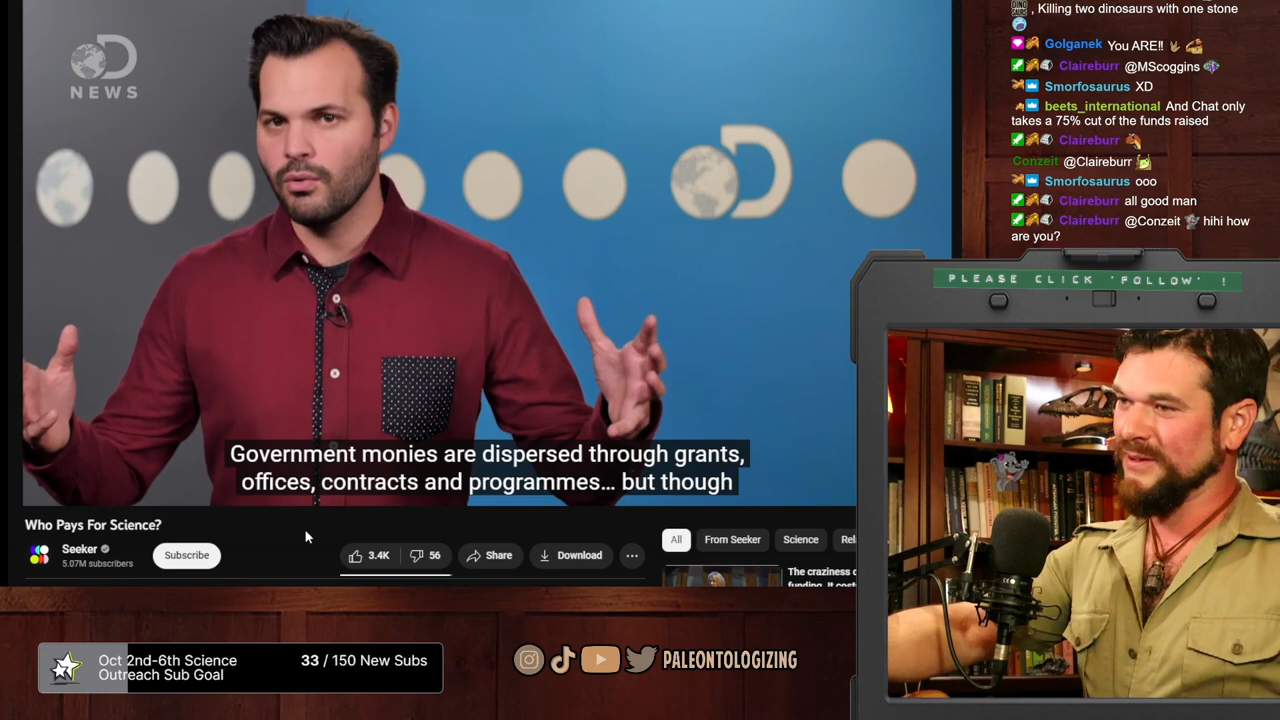 NEWS
Government monies are dispersed through grants,
offices, contracts and programmes... but though
Who Pays For Science?
Seeker
5.07M subscribers
Subscribe
3.4K
56
Share
Download
All
From Seeker
Science
Rel
The craziness o
, Killing two dinosaurs with one stone
Golganek You ARE!!
Claireburr @MScoggins
Smorfosaurus XD
beets_international And Chat only
takes a 75% cut of the funds raised
Claireburr
Conzeit @Claireburr
Smorfosaurus ooo
Claireburr all good man
Claireburr @Conzeit hihi how
are you?
PLEASE CLICK 'FOLLOW' !
Oct 2nd-6th Science
Outreach Sub Goal
33 / 150 New Subs
PALEONTOLOGIZING